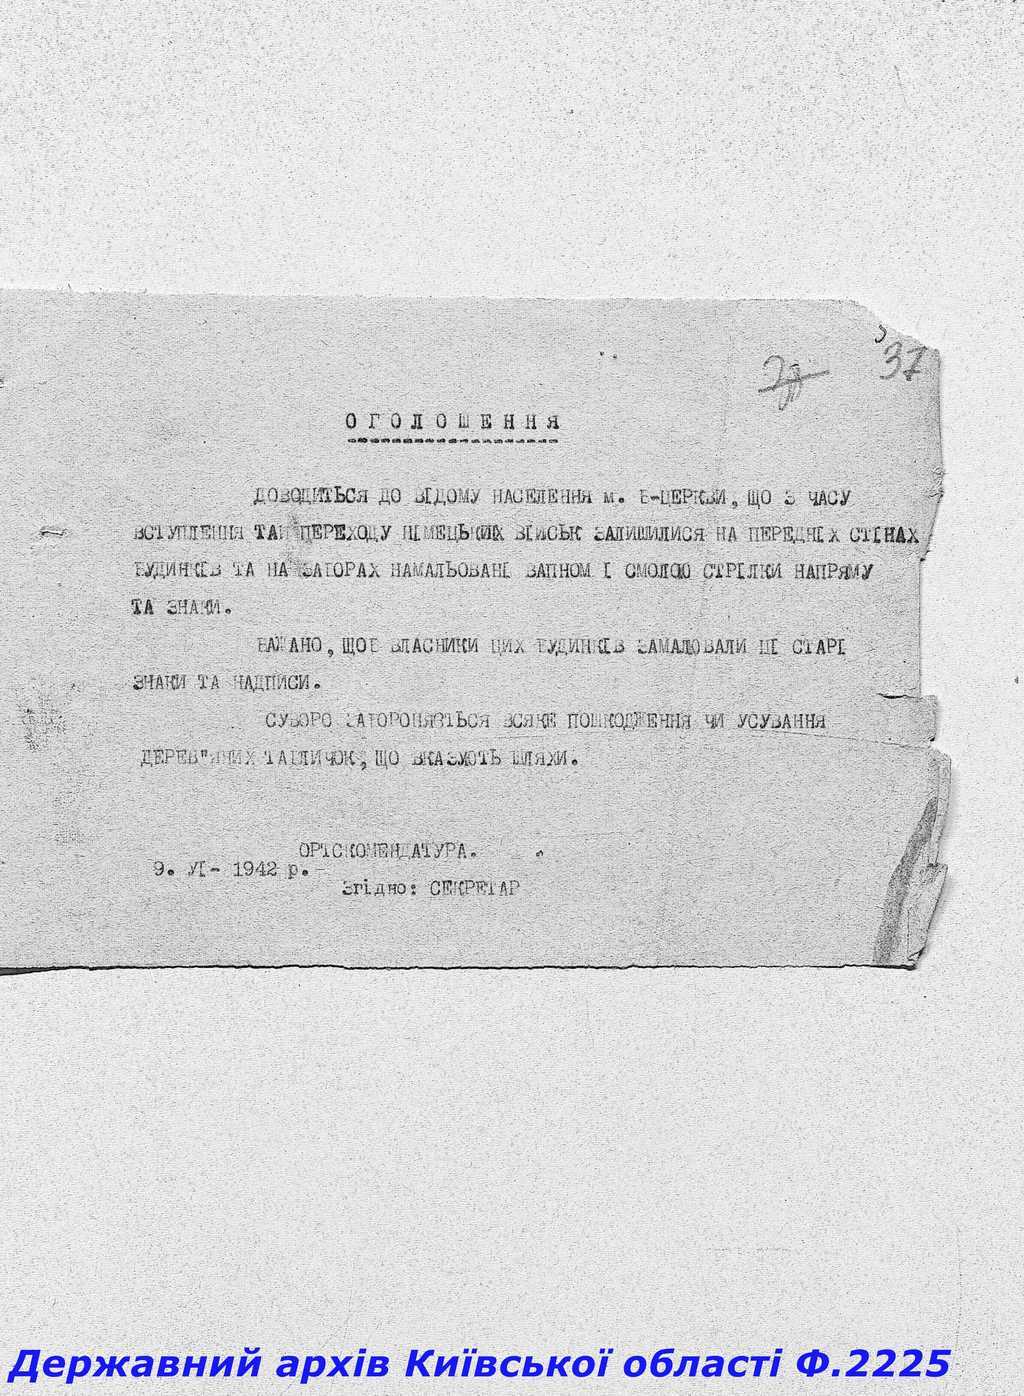 37
ОГОЛОШЕННЯ
ДОВОДИТЬСЯ ДО ВІДОМУ НАСЕЛЕННЯ м. Б-ЦЕРКВИ, ЩО З ЧАСУ
ВСТУПЛЕННЯ ТАЙ ПЕРЕХОДУ НІМЕЦЬКИХ ВІЙСЬК ЗАЛИШИЛИСЯ НА ПЕРЕДНІХ СТІНАХ
БУДИНКІВ ТА НА ЗАБОРАХ НАМАЛЬОВАНІ ВАПНОМ І СМОЛОЮ СТРІЛКИ НАПРЯМУ
ТА ЗНАКИ.
БАЖАНО, ЩОБ ВЛАСНИКИ ЦИХ БУДИНКІВ ЗАМАЛЮВАЛИ ЦІ СТАРІ
ЗНАКИ ТА НАДПИСИ.
СУВОРО ЗАБОРОНЯЄТЬСЯ ВСЯКЕ ПОШКОДЖЕННЯ ЧИ УСУВАННЯ
ДЕРЕВ"ЯНИХ ТАБЛИЧОК, ЩО ВКАЗУЮТЬ ШЛЯХИ.
ОРТСКОМЕНДАТУРА.
9. УІ- 1942 р.-
Згідно: СЕКРЕТАР
Державний архів Київської області Ф.2225